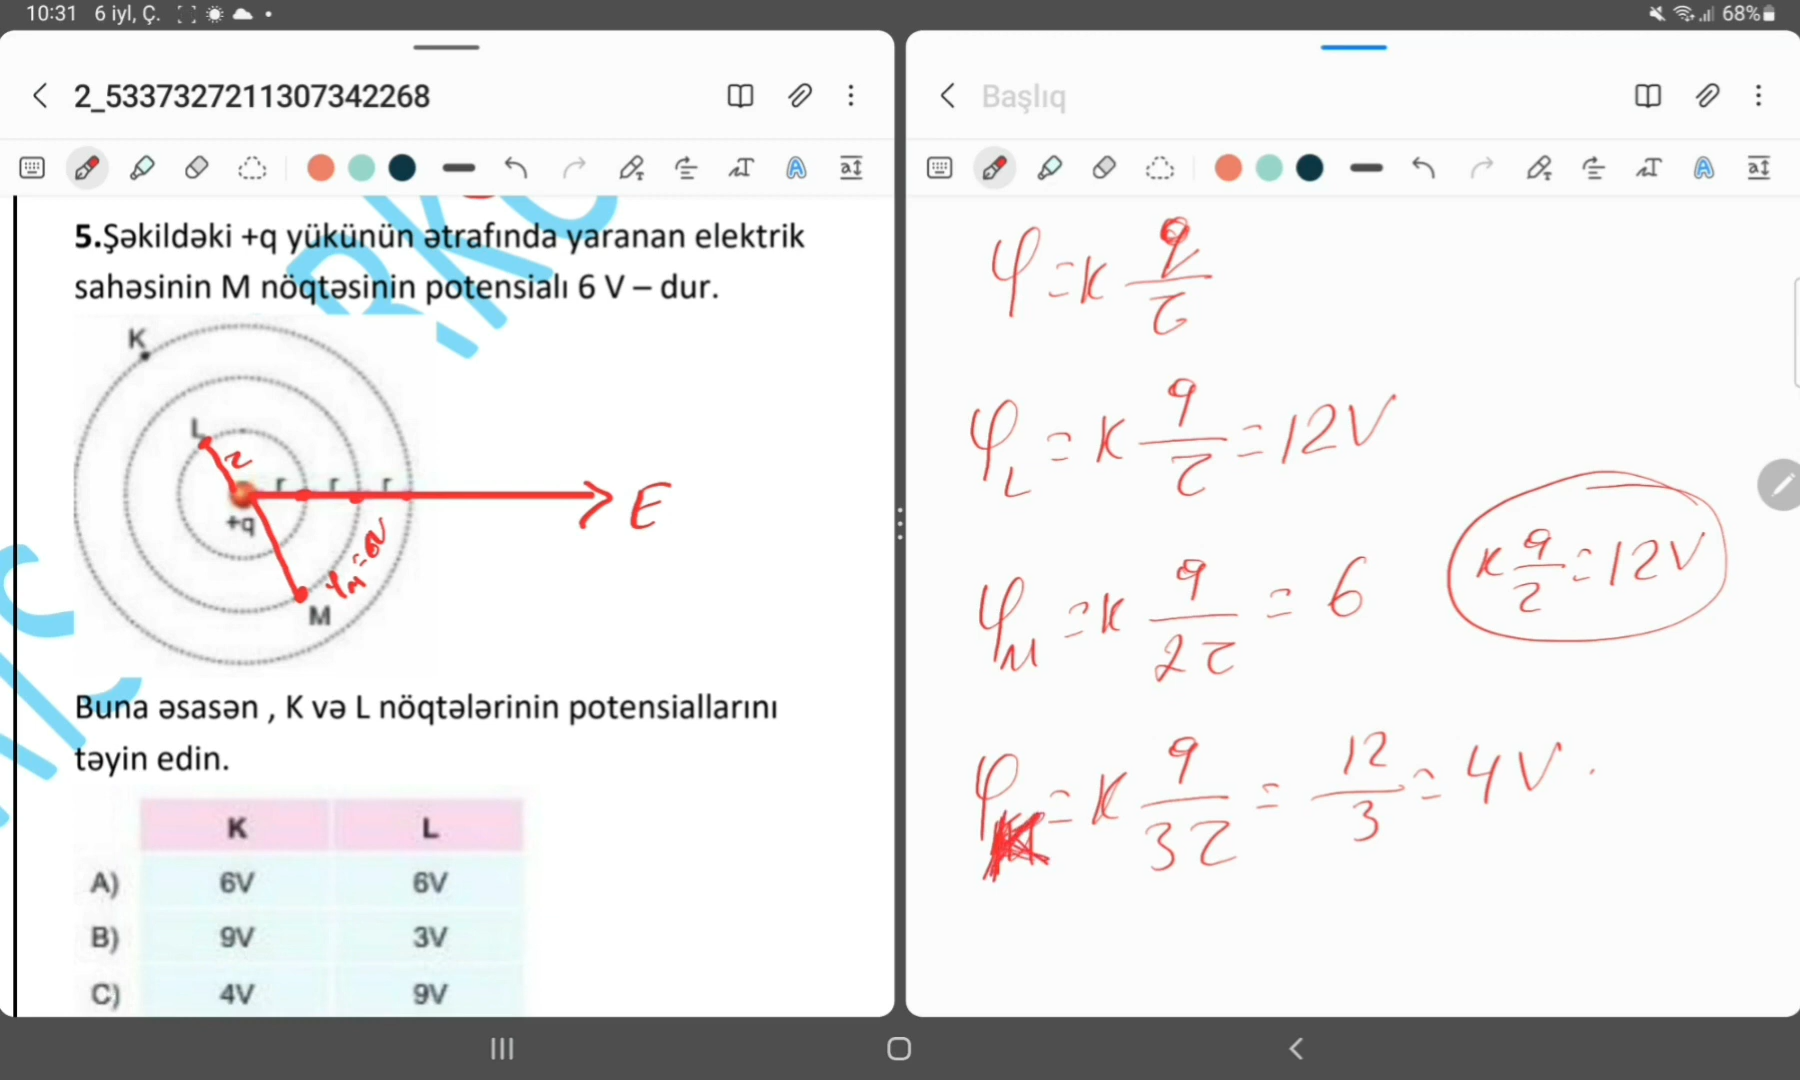 10:31 6 iyl, Ç.
68%
2_5337327211307342268
Başlıq
5.Şəkildəki +q yükünün ətrafında yaranan elektrik
sahəsinin M nöqtəsinin potensialı 6 V – dur.
K
L
r
r r r
+q
E
φM=6V
M
Buna əsasən , K və L nöqtələrinin potensiallarını
təyin edin.
K L
A) 6V 6V
B) 9V 3V
C) 4V 9V
φ = k q/r
φL = k q/r = 12V
φM = k q/2r = 6
k q/r = 12V
φK = k q/3r = 12/3 = 4V.